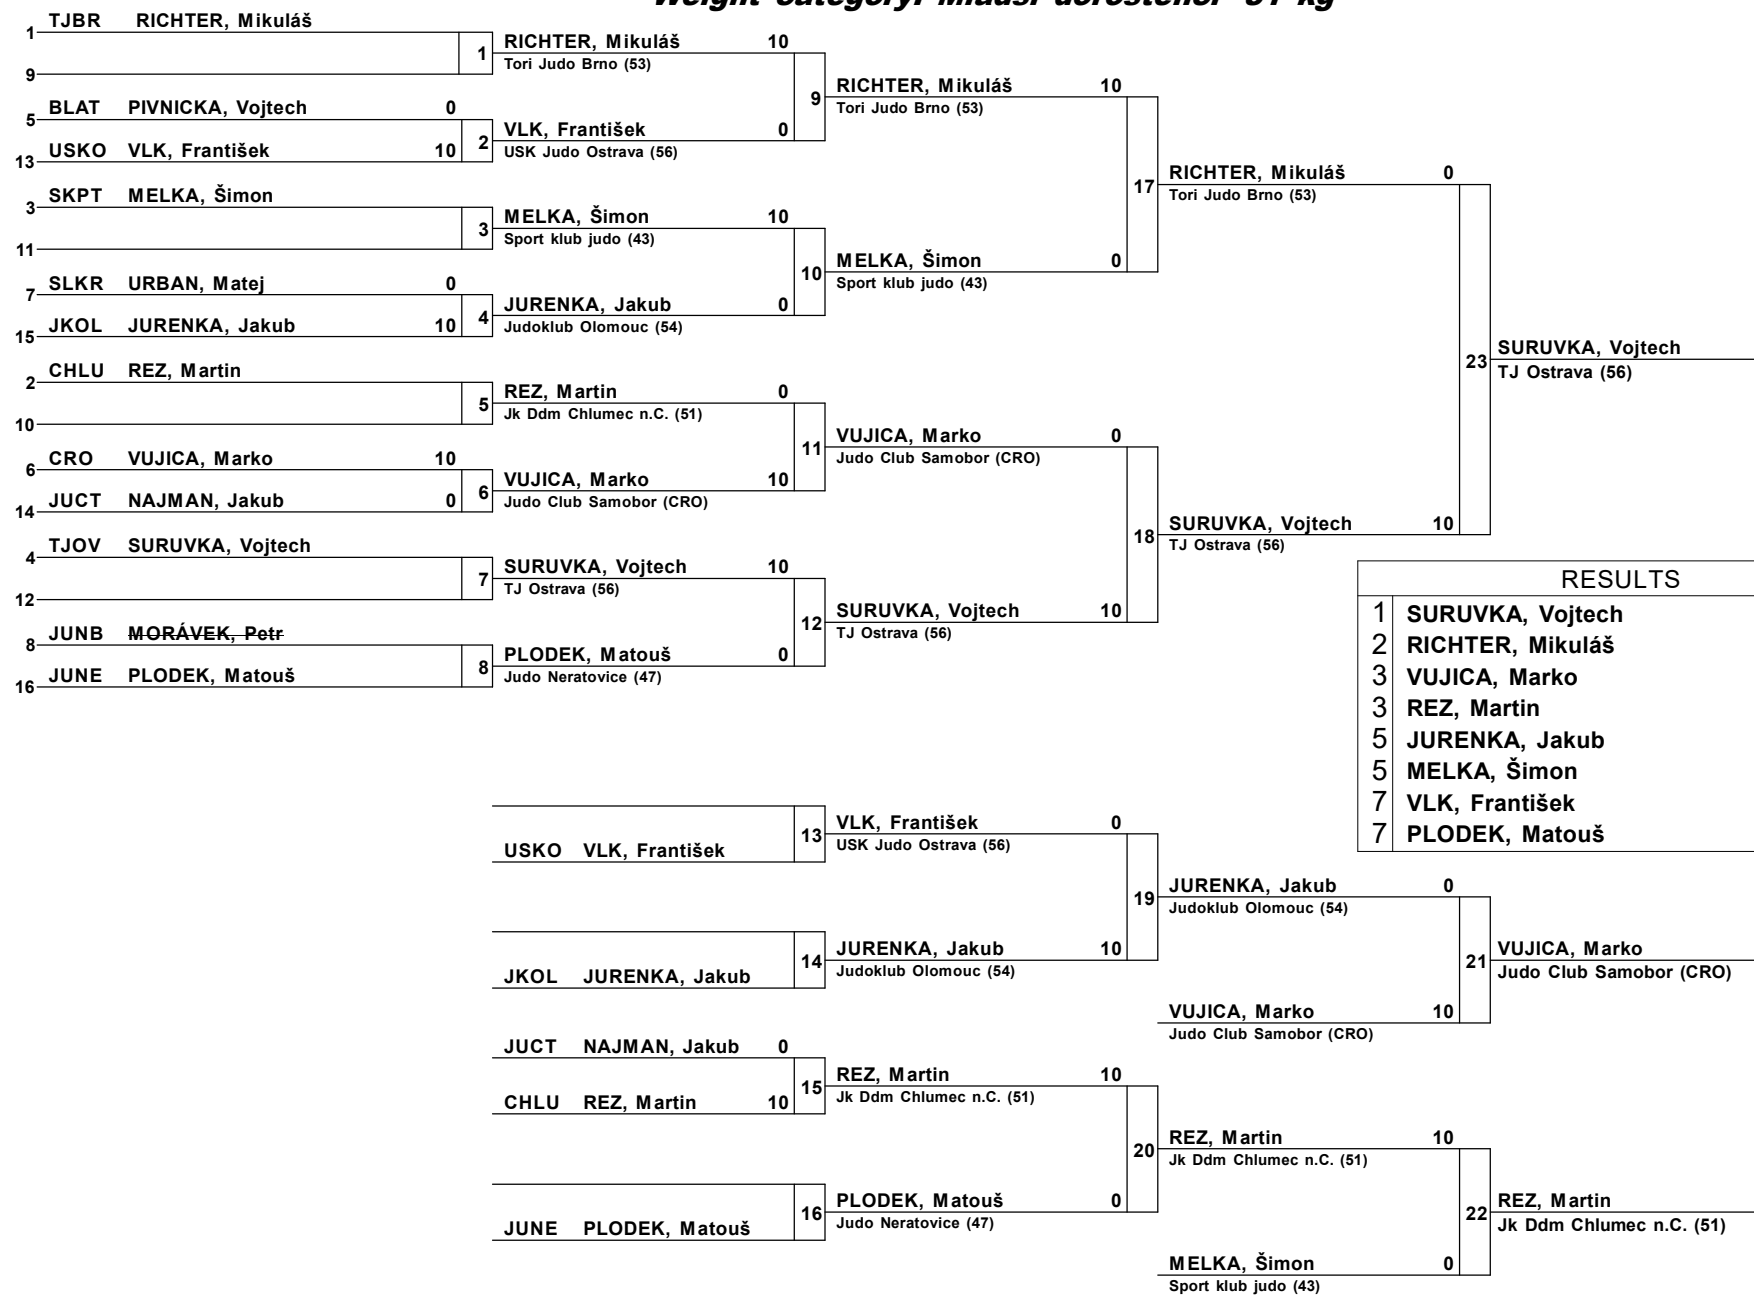 TJBR RICHTER, Mikuláš
1
9
1
RICHTER, Mikuláš 10
Tori Judo Brno (53)
BLAT PIVNICKA, Vojtech 0
5
USKO VLK, František 10
13
2
VLK, František 0
USK Judo Ostrava (56)
9
RICHTER, Mikuláš 10
Tori Judo Brno (53)
SKPT MELKA, Šimon
3
11
3
MELKA, Šimon 10
Sport klub judo (43)
SLKR URBAN, Matej 0
7
JKOL JURENKA, Jakub 10
15
4
JURENKA, Jakub 0
Judoklub Olomouc (54)
10
MELKA, Šimon 0
Sport klub judo (43)
17
RICHTER, Mikuláš 0
Tori Judo Brno (53)
CHLU REZ, Martin
2
10
5
REZ, Martin 0
Jk Ddm Chlumec n.C. (51)
CRO VUJICA, Marko 10
6
JUCT NAJMAN, Jakub 0
14
6
VUJICA, Marko 10
Judo Club Samobor (CRO)
11
VUJICA, Marko 0
Judo Club Samobor (CRO)
TJOV SURUVKA, Vojtech
4
12
7
SURUVKA, Vojtech 10
TJ Ostrava (56)
JUNB MORÁVEK, Petr
8
JUNE PLODEK, Matouš
16
8
PLODEK, Matouš 0
Judo Neratovice (47)
12
SURUVKA, Vojtech 10
TJ Ostrava (56)
18
SURUVKA, Vojtech 10
TJ Ostrava (56)
23
SURUVKA, Vojtech
TJ Ostrava (56)
RESULTS
1 SURUVKA, Vojtech
2 RICHTER, Mikuláš
3 VUJICA, Marko
3 REZ, Martin
5 JURENKA, Jakub
5 MELKA, Šimon
7 VLK, František
7 PLODEK, Matouš
USKO VLK, František
13
VLK, František 0
USK Judo Ostrava (56)
JKOL JURENKA, Jakub
14
JURENKA, Jakub 10
Judoklub Olomouc (54)
19
JURENKA, Jakub 0
Judoklub Olomouc (54)
VUJICA, Marko 10
Judo Club Samobor (CRO)
21
VUJICA, Marko
Judo Club Samobor (CRO)
JUCT NAJMAN, Jakub 0
CHLU REZ, Martin 10
15
REZ, Martin 10
Jk Ddm Chlumec n.C. (51)
JUNE PLODEK, Matouš
16
PLODEK, Matouš 0
Judo Neratovice (47)
20
REZ, Martin 10
Jk Ddm Chlumec n.C. (51)
MELKA, Šimon 0
Sport klub judo (43)
22
REZ, Martin
Jk Ddm Chlumec n.C. (51)